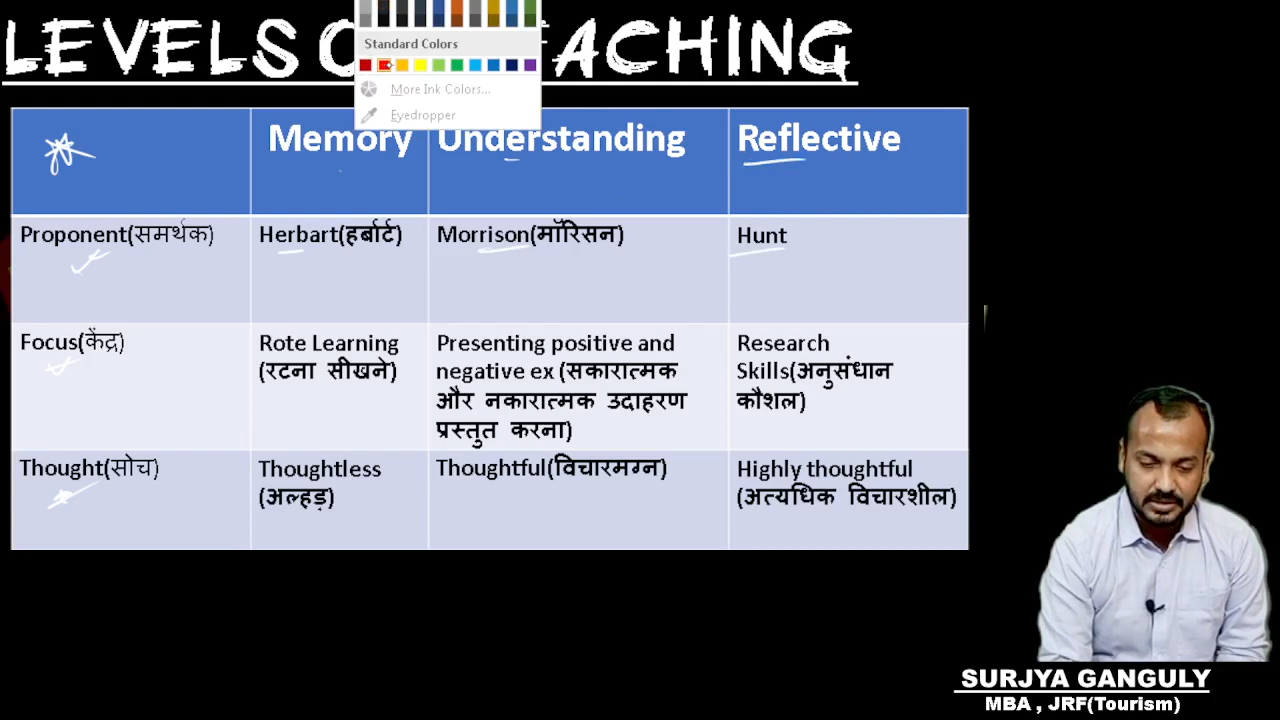 LEVELS O EACHING
Standard Colors
More Ink Colors...
Eyedropper
Memory Understanding Reflective
Proponent(समर्थक) Herbart(हर्बार्ट) Morrison(मॉरिसन) Hunt
Focus(केंद्र) Rote Learning Presenting positive and Research
(रटना सीखने) negative ex (सकारात्मक Skills(अनुसंधान
और नकारात्मक उदाहरण कौशल)
प्रस्तुत करना)
Thought(सोच) Thoughtless Thoughtful(विचारमग्न) Highly thoughtful
(अल्हड़) (अत्यधिक विचारशील)
SURJYA GANGULY
MBA , JRF(Tourism)